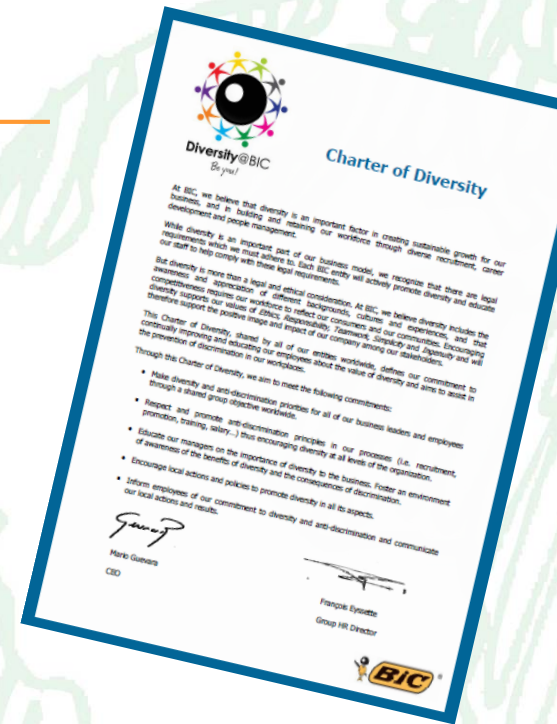 Diversity@BIC
Be you!
Charter of Diversity
At BIC, we believe that diversity is an important factor in creating sustainable growth for our
business, and in building and retaining our workforce through diverse recruitment, career
development and people management.
While diversity is an important part of our business model, we recognize that there are legal
requirements which we must adhere to. Each BIC entity will actively promote diversity and educate
our staff to help comply with these legal requirements.
But diversity is more than a legal and ethical consideration. At BIC, we believe diversity includes the
awareness and appreciation of different backgrounds, cultures and experiences, and that
competitiveness requires our workforce to reflect our consumers and our communities. Encouraging
diversity supports our values of Ethics, Responsibility, Teamwork, Simplicity and Ingenuity and will
therefore support the positive image and impact of our company among our stakeholders.
This Charter of Diversity, shared by all of our entities worldwide, defines our commitment to
continually improving and educating our employees about the value of diversity and aims to assist in
the prevention of discrimination in our workplaces.
Through this Charter of Diversity, we aim to meet the following commitments:
• Make diversity and anti-discrimination priorities for all of our business leaders and employees
through a shared group objective worldwide.
• Respect and promote anti-discrimination principles in our processes (i.e. recruitment,
promotion, training, salary...) thus encouraging diversity at all levels of the organization.
• Educate our managers on the importance of diversity to the business. Foster an environment
of awareness of the benefits of diversity and the consequences of discrimination.
• Encourage local actions and policies to promote diversity in all its aspects.
• Inform employees of our commitment to diversity and anti-discrimination and communicate
our local actions and results.
Mario Guevara
CEO
François Eyssette
Group HR Director
BIC